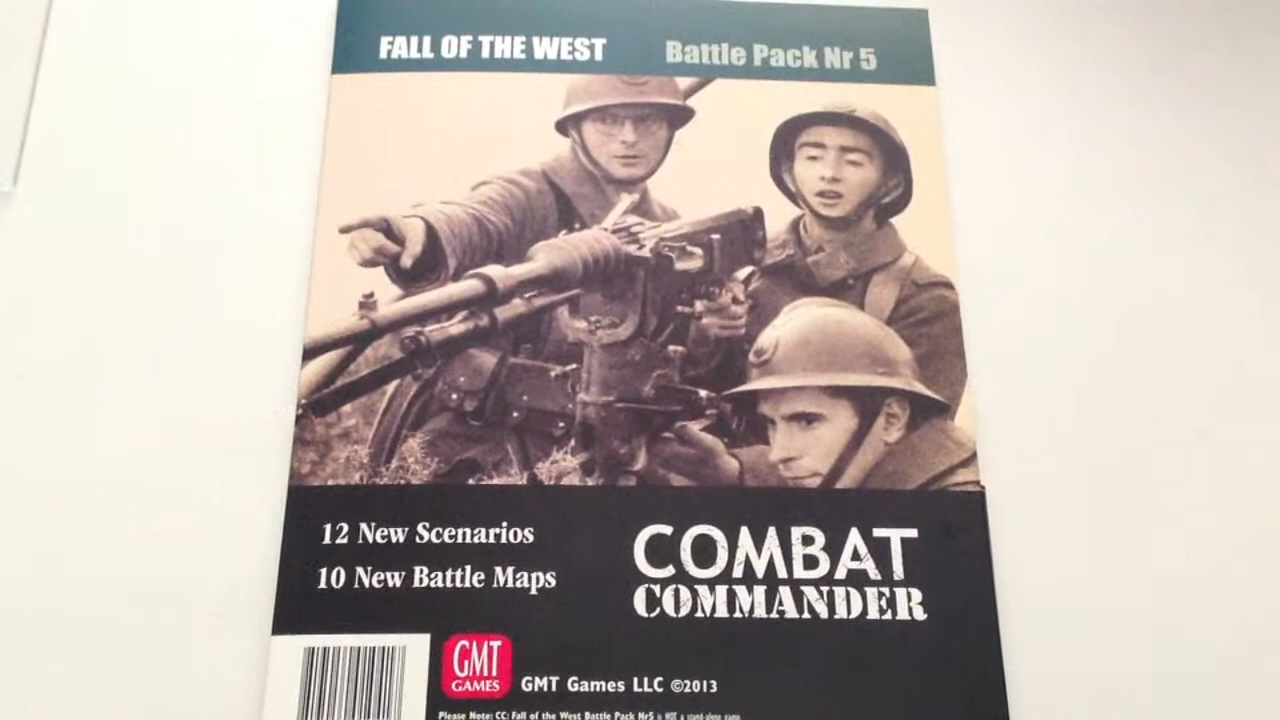 FALL OF THE WEST Battle Pack Nr 5
12 New Scenarios
10 New Battle Maps
COMBAT
COMMANDER
GMT
GAMES
GMT Games LLC ©2013
Please Note: CC: Fall of the West Battle Pack Nr5 is NOT a stand-alone game